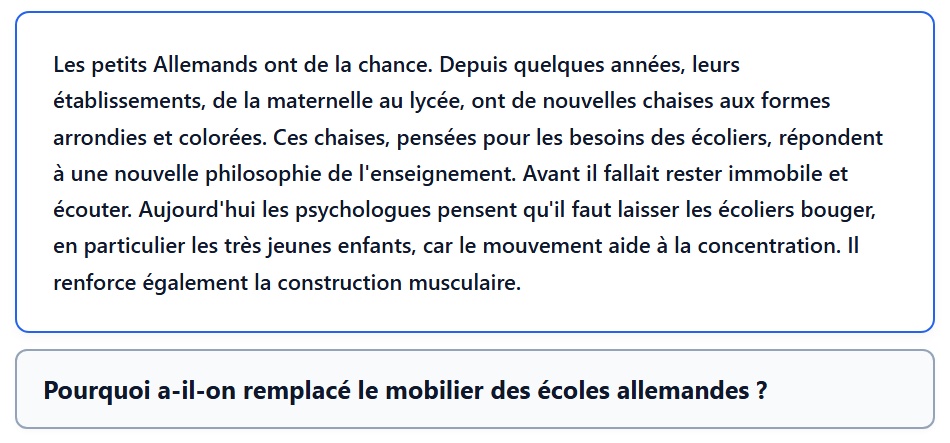 Les petits Allemands ont de la chance. Depuis quelques années, leurs
établissements, de la maternelle au lycée, ont de nouvelles chaises aux formes
arrondies et colorées. Ces chaises, pensées pour les besoins des écoliers, répondent
à une nouvelle philosophie de l'enseignement. Avant il fallait rester immobile et
écouter. Aujourd'hui les psychologues pensent qu'il faut laisser les écoliers bouger,
en particulier les très jeunes enfants, car le mouvement aide à la concentration. Il
renforce également la construction musculaire.
Pourquoi a-il-on remplacé le mobilier des écoles allemandes ?